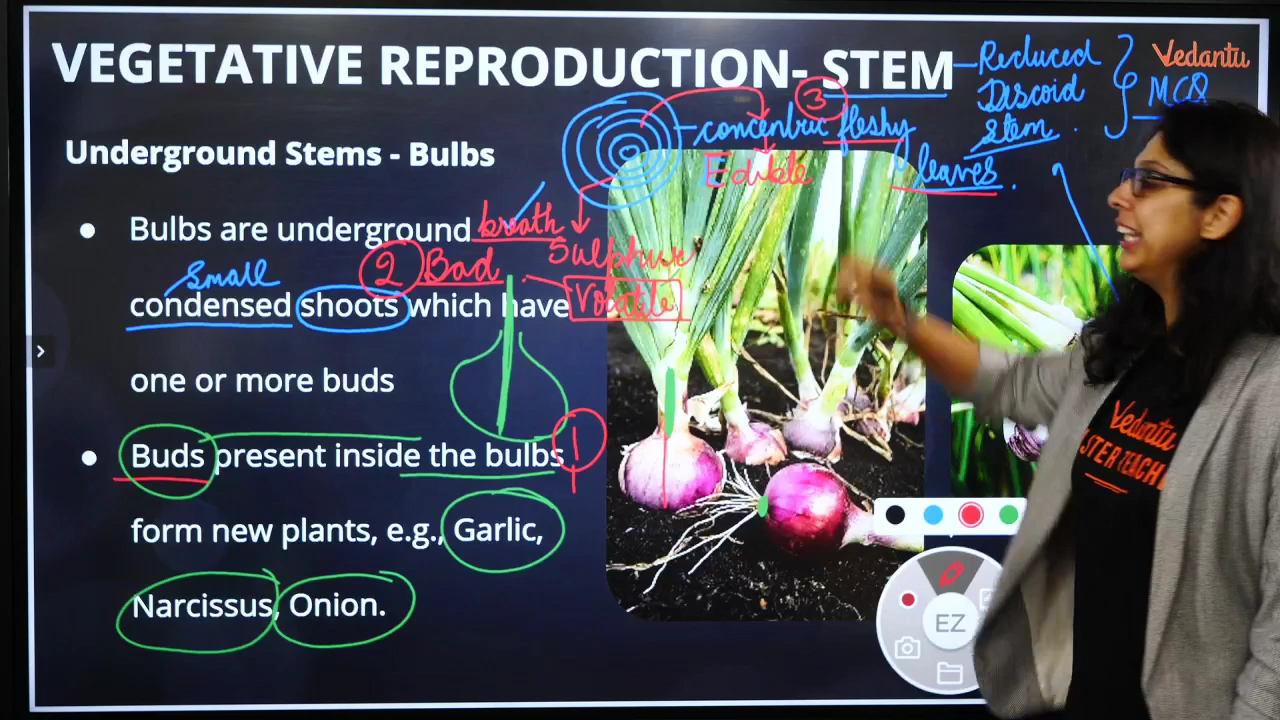 VEGETATIVE REPRODUCTION- STEM
Reduced
Discoid
Stem.
Vedantu
MCQ
3
concentric fleshy
leaves.
Edible
Underground Stems - Bulbs
Bulbs are underground
breath
Sulphur
small
2 Bad
Volatile
condensed shoots which have
one or more buds
Buds present inside the bulbs
1
form new plants, e.g., Garlic,
Narcissus, Onion.
Vedantu
EZ